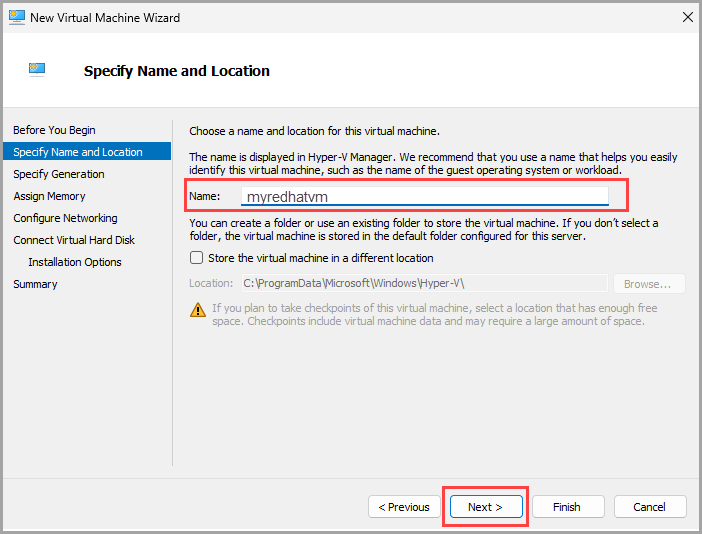 New Virtual Machine Wizard
Specify Name and Location
Before You Begin
Specify Name and Location
Specify Generation
Assign Memory
Configure Networking
Connect Virtual Hard Disk
Installation Options
Summary
Choose a name and location for this virtual machine.
The name is displayed in Hyper-V Manager. We recommend that you use a name that helps you easily
identify this virtual machine, such as the name of the guest operating system or workload.
Name: myredhatvm
You can create a folder or use an existing folder to store the virtual machine. If you don't select a
folder, the virtual machine is stored in the default folder configured for this server.
Store the virtual machine in a different location
Location: C:\ProgramData\Microsoft\Windows\Hyper-V\ Browse...
If you plan to take checkpoints of this virtual machine, select a location that has enough free
space. Checkpoints include virtual machine data and may require a large amount of space.
< Previous Next > Finish Cancel